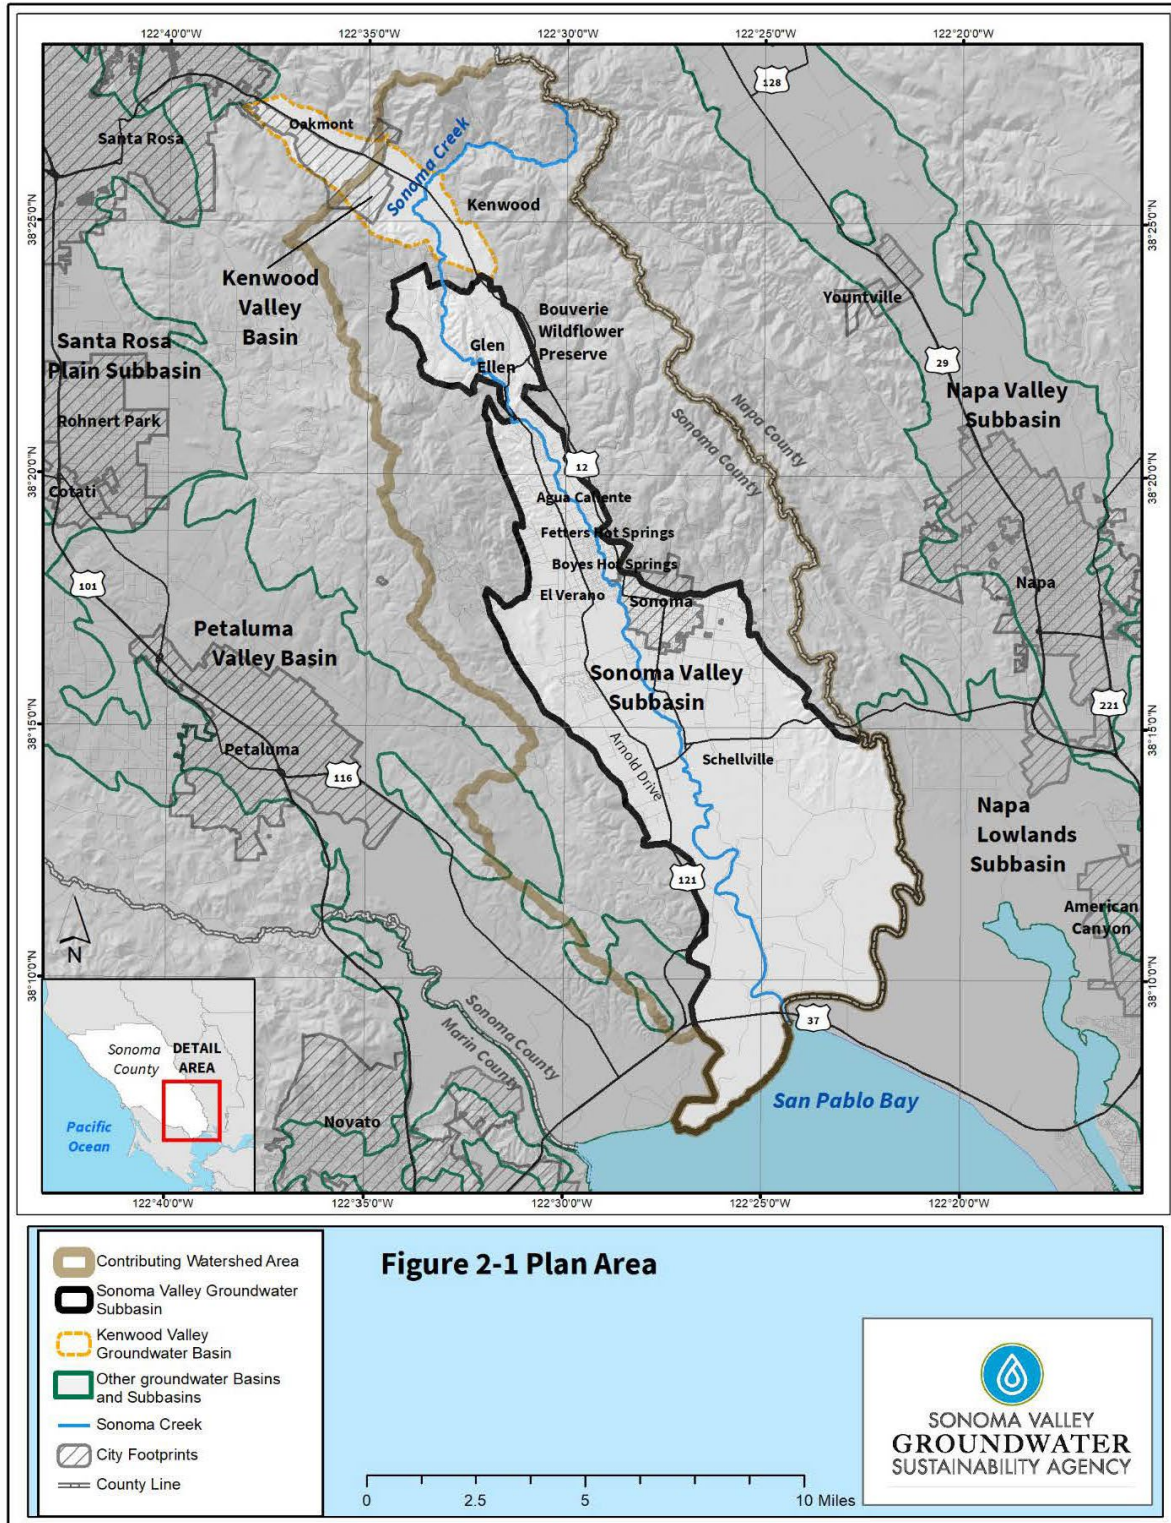 122°40'0"W
122°35'0"W
122°30'0"W
122°25'0"W
122°20'0"W
128
Santa Rosa
Oakmont
Sonoma Creek
Kenwood
38°25'0"N
38°25'0"N
Kenwood
Valley
Basin
Bouverie
Wildflower
Preserve
Yountville
Santa Rosa
Plain Subbasin
Glen
Ellen
29
Napa Valley
Subbasin
Rohnert Park
Napa County
Sonoma County
38°20'0"N
38°20'0"N
12
Cotati
Agua Caliente
Fetters Hot Springs
Boyes Hot Springs
101
El Verano
Sonoma
Napa
Petaluma
Valley Basin
Sonoma Valley
Subbasin
221
38°15'0"N
38°15'0"N
Petaluma
116
Arnold Drive
Schellville
Napa
Lowlands
Subbasin
121
American
Canyon
N
38°10'0"N
38°10'0"N
Sonoma County
Marin County
37
Sonoma
County
DETAIL
AREA
Pacific
Ocean
Novato
San Pablo Bay
122°40'0"W
122°35'0"W
122°30'0"W
122°25'0"W
122°20'0"W
Contributing Watershed Area
Sonoma Valley Groundwater
Subbasin
Kenwood Valley
Groundwater Basin
Other groundwater Basins
and Subbasins
Sonoma Creek
City Footprints
County Line
Figure 2-1 Plan Area
0 2.5 5 10 Miles
SONOMA VALLEY
GROUNDWATER
SUSTAINABILITY AGENCY